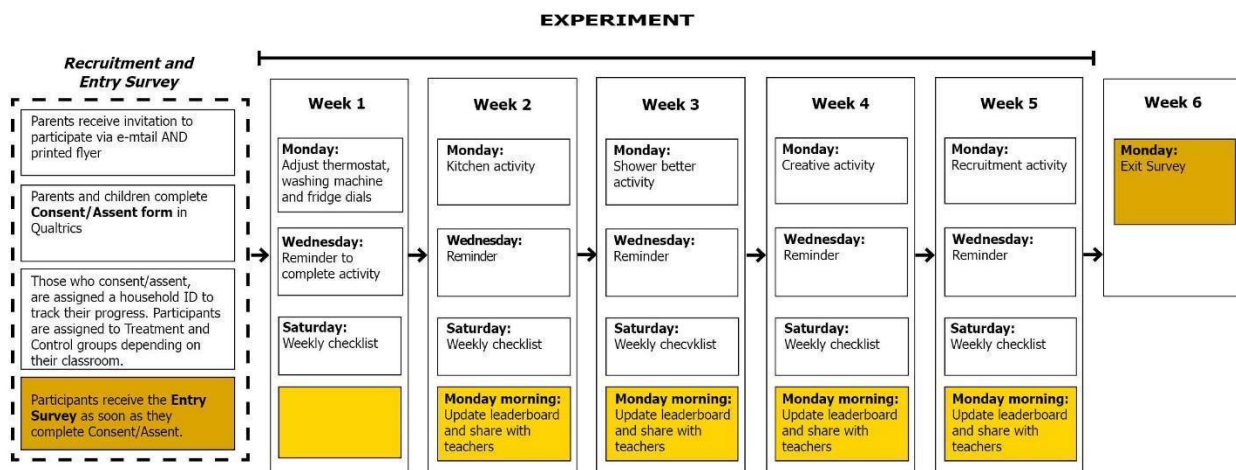 EXPERIMENT
Recruitment and
Entry Survey
Parents receive invitation to
participate via e-mtail AND
printed flyer
Parents and children complete
Consent/Assent form in
Qualtrics
Those who consent/assent,
are assigned a household ID to
track their progress. Participants
are assigned to Treatment and
Control groups depending on
their classroom.
Participants receive the Entry
Survey as soon as they
complete Consent/Assent.
Week 1
Monday:
Adjust thermostat,
washing machine
and fridge dials
Wednesday:
Reminder to
complete activity
Saturday:
Weekly checklist
Week 2
Monday:
Kitchen activity
Wednesday:
Reminder
Saturday:
Weekly checklist
Monday morning:
Update leaderboard
and share with
teachers
Week 3
Monday:
Shower better
activity
Wednesday:
Reminder
Saturday:
Weekly checvklist
Monday morning:
Update leaderboard
and share with
teachers
Week 4
Monday:
Creative activity
Wednesday:
Reminder
Saturday:
Weekly checklist
Monday morning:
Update leaderboard
and share with
teachers
Week 5
Monday:
Recruitment activity
Wednesday:
Reminder
Saturday:
Weekly checklist
Monday morning:
Update leaderboard
and share with
teachers
Week 6
Monday:
Exit Survey